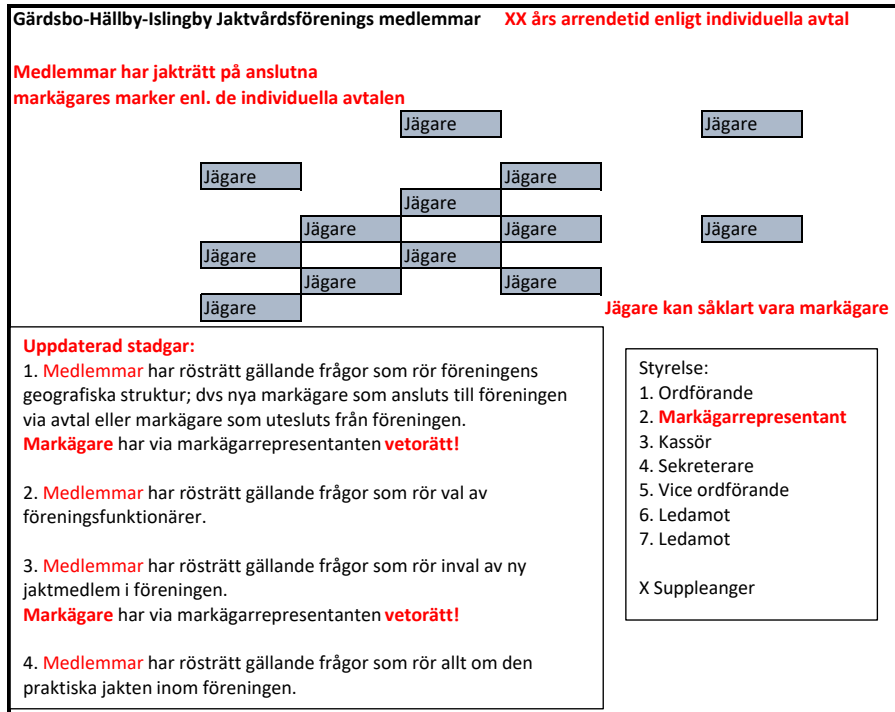 Gärdsbo-Hällby-Islingby Jaktvårdsförenings medlemmar XX års arrendetid enligt individuella avtal
Medlemmar har jakträtt på anslutna
markägares marker enl. de individuella avtalen
Jägare Jägare
Jägare Jägare
Jägare
Jägare Jägare Jägare
Jägare Jägare
Jägare Jägare
Jägare
Jägare kan såklart vara markägare
Uppdaterad stadgar:
1. Medlemmar har rösträtt gällande frågor som rör föreningens
geografiska struktur; dvs nya markägare som ansluts till föreningen
via avtal eller markägare som utesluts från föreningen.
Markägare har via markägarrepresentanten vetorätt!
2. Medlemmar har rösträtt gällande frågor som rör val av
föreningsfunktionärer.
3. Medlemmar har rösträtt gällande frågor som rör inval av ny
jaktmedlem i föreningen.
Markägare har via markägarrepresentanten vetorätt!
4. Medlemmar har rösträtt gällande frågor som rör allt om den
praktiska jakten inom föreningen.
Styrelse:
1. Ordförande
2. Markägarrepresentant
3. Kassör
4. Sekreterare
5. Vice ordförande
6. Ledamot
7. Ledamot
X Suppleanger